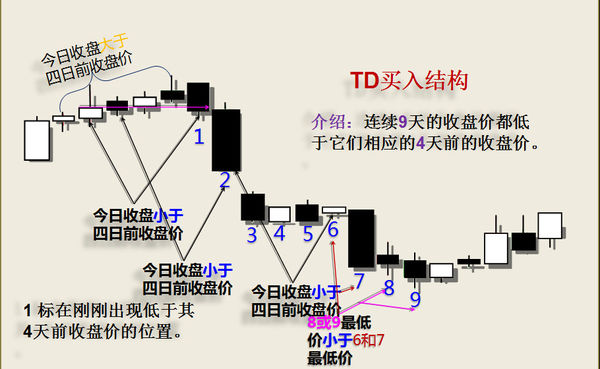 今日收盘大于
四日前收盘价
TD买入结构
介绍：连续9天的收盘价都低
于它们相应的4天前的收盘价。
1
2
3
4
5
6
7
8
9
今日收盘小于
四日前收盘价
今日收盘小于
四日前收盘价
今日收盘小于
四日前收盘价
1 标在刚刚出现低于其
4天前收盘价的位置。
8或9最低
价小于6和7
最低价